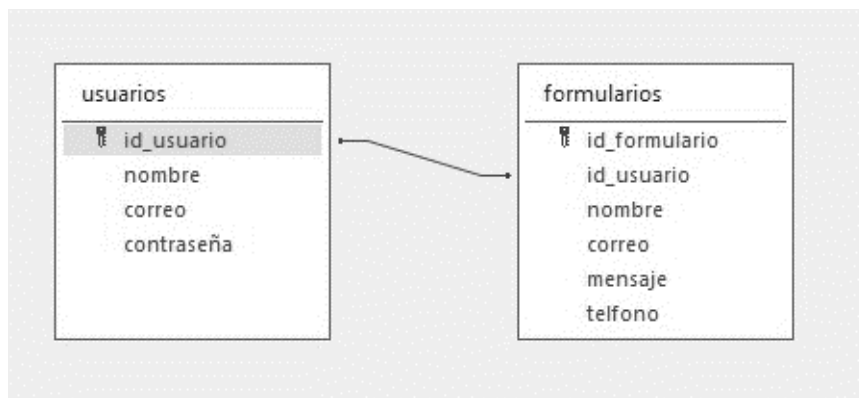 usuarios
id_usuario
nombre
correo
contraseña
formularios
id_formulario
id_usuario
nombre
correo
mensaje
telfono